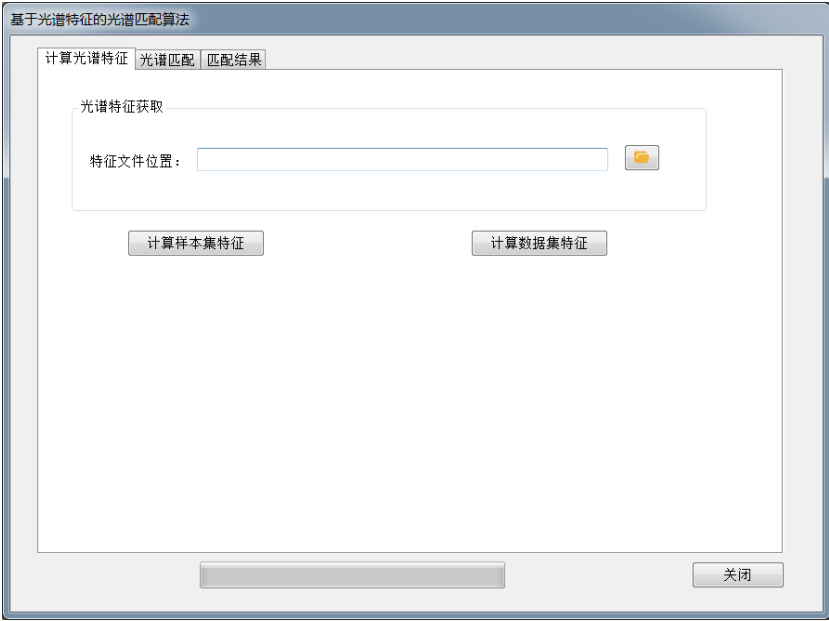 基于光谱特征的光谱匹配算法
计算光谱特征 光谱匹配 匹配结果
光谱特征获取
特征文件位置：
计算样本集特征 计算数据集特征
关闭